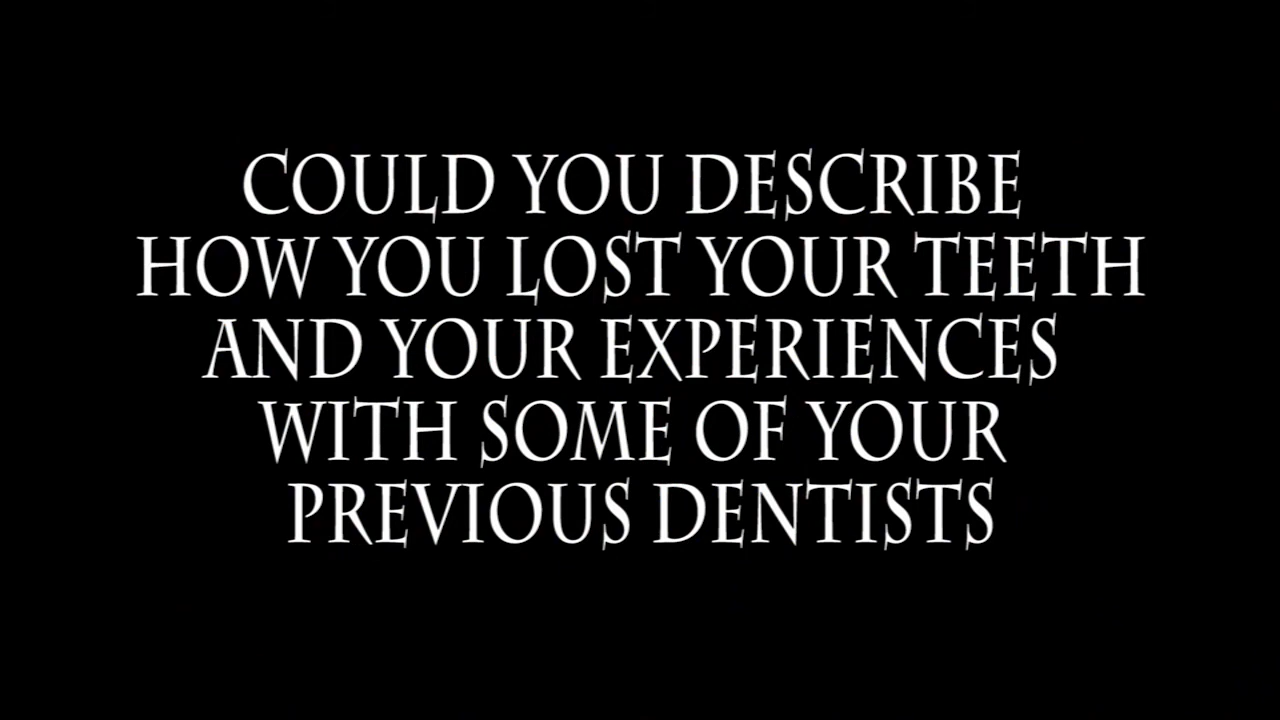 COULD YOU DESCRIBE
HOW YOU LOST YOUR TEETH
AND YOUR EXPERIENCES
WITH SOME OF YOUR
PREVIOUS DENTISTS